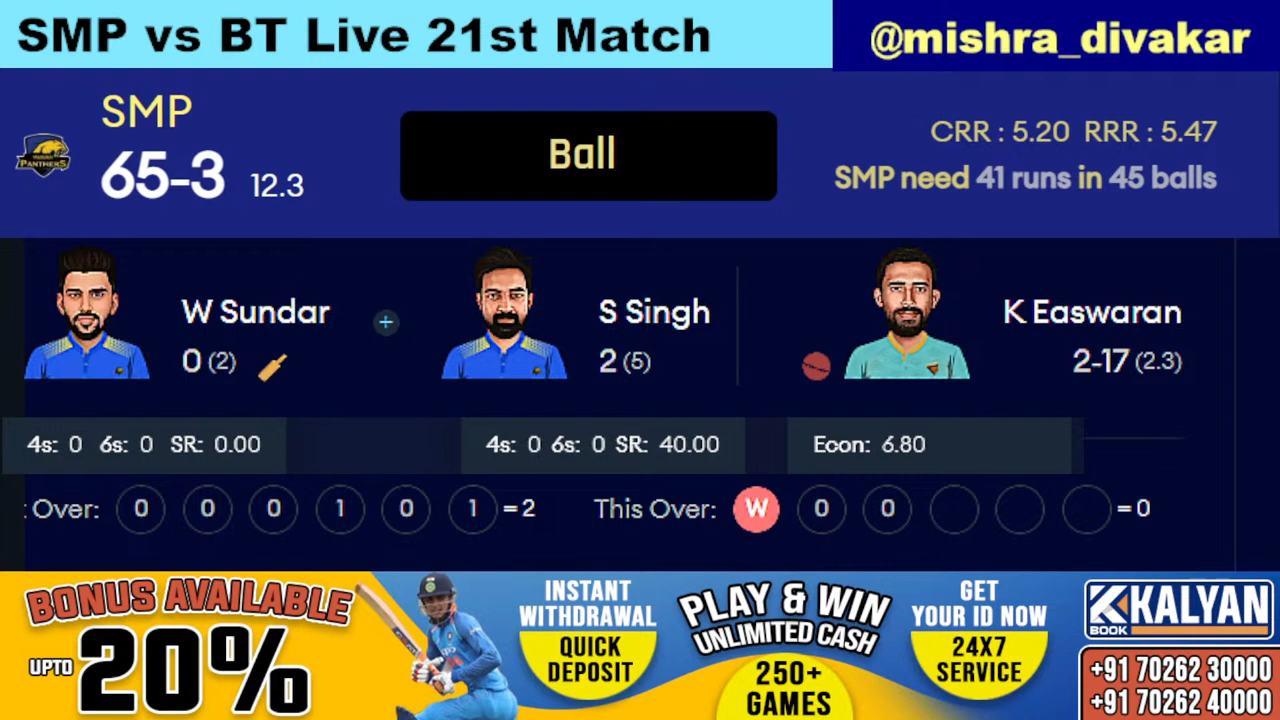 SMP vs BT Live 21st Match
@mishra_divakar
SMP
65-3 12.3
PANTHERS
Ball
CRR : 5.20 RRR : 5.47
SMP need 41 runs in 45 balls
W Sundar
0 (2)
+
S Singh
2 (5)
K Easwaran
2-17 (2.3)
4s: 0 6s: 0 SR: 0.00
4s: 0 6s: 0 SR: 40.00
Econ: 6.80
: Over: 0 0 0 1 0 1 = 2
This Over: W 0 0 = 0
BONUS AVAILABLE
UPTO 20%
INSTANT
WITHDRAWAL
QUICK
DEPOSIT
PLAY & WIN
UNLIMITED CASH
250+
GAMES
GET
YOUR ID NOW
24X7
SERVICE
K KALYAN
BOOK
+91 70262 30000
+91 70262 40000